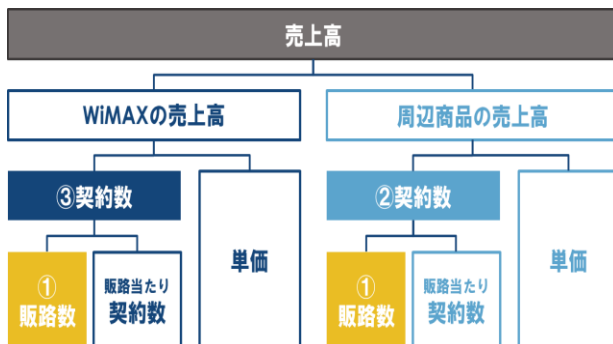 売上高
WiMAXの売上高
周辺商品の売上高
③契約数
単価
②契約数
単価
①
販路数
販路当たり
契約数
①
販路数
販路当たり
契約数